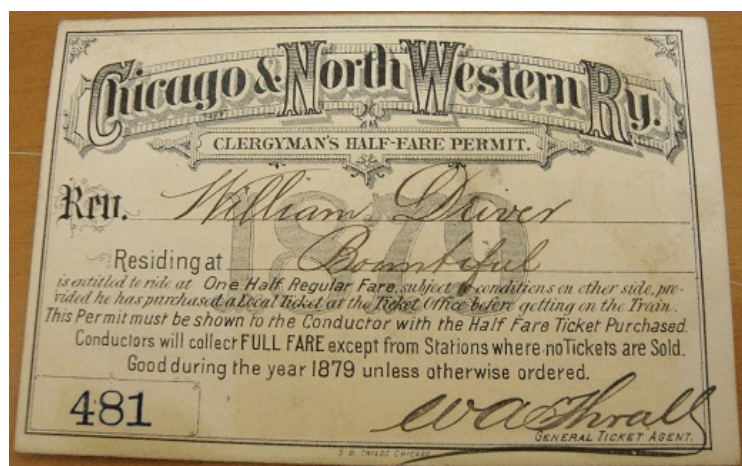 Chicago & North Western Ry.
CLERGYMAN'S HALF-FARE PERMIT.
Rev. William Driver
1879
Residing at Bountiful
is entitled to ride at One Half Regular Fare, subject to conditions on other side, pro-
vided he has purchased a Local Ticket at the Ticket Office before getting on the Train.
This Permit must be shown to the Conductor with the Half Fare Ticket Purchased.
Conductors will collect FULL FARE except from Stations where no Tickets are Sold.
Good during the year 1879 unless otherwise ordered.
481
W A Thrall
GENERAL TICKET AGENT.
S. D. CHILDS CHICAGO